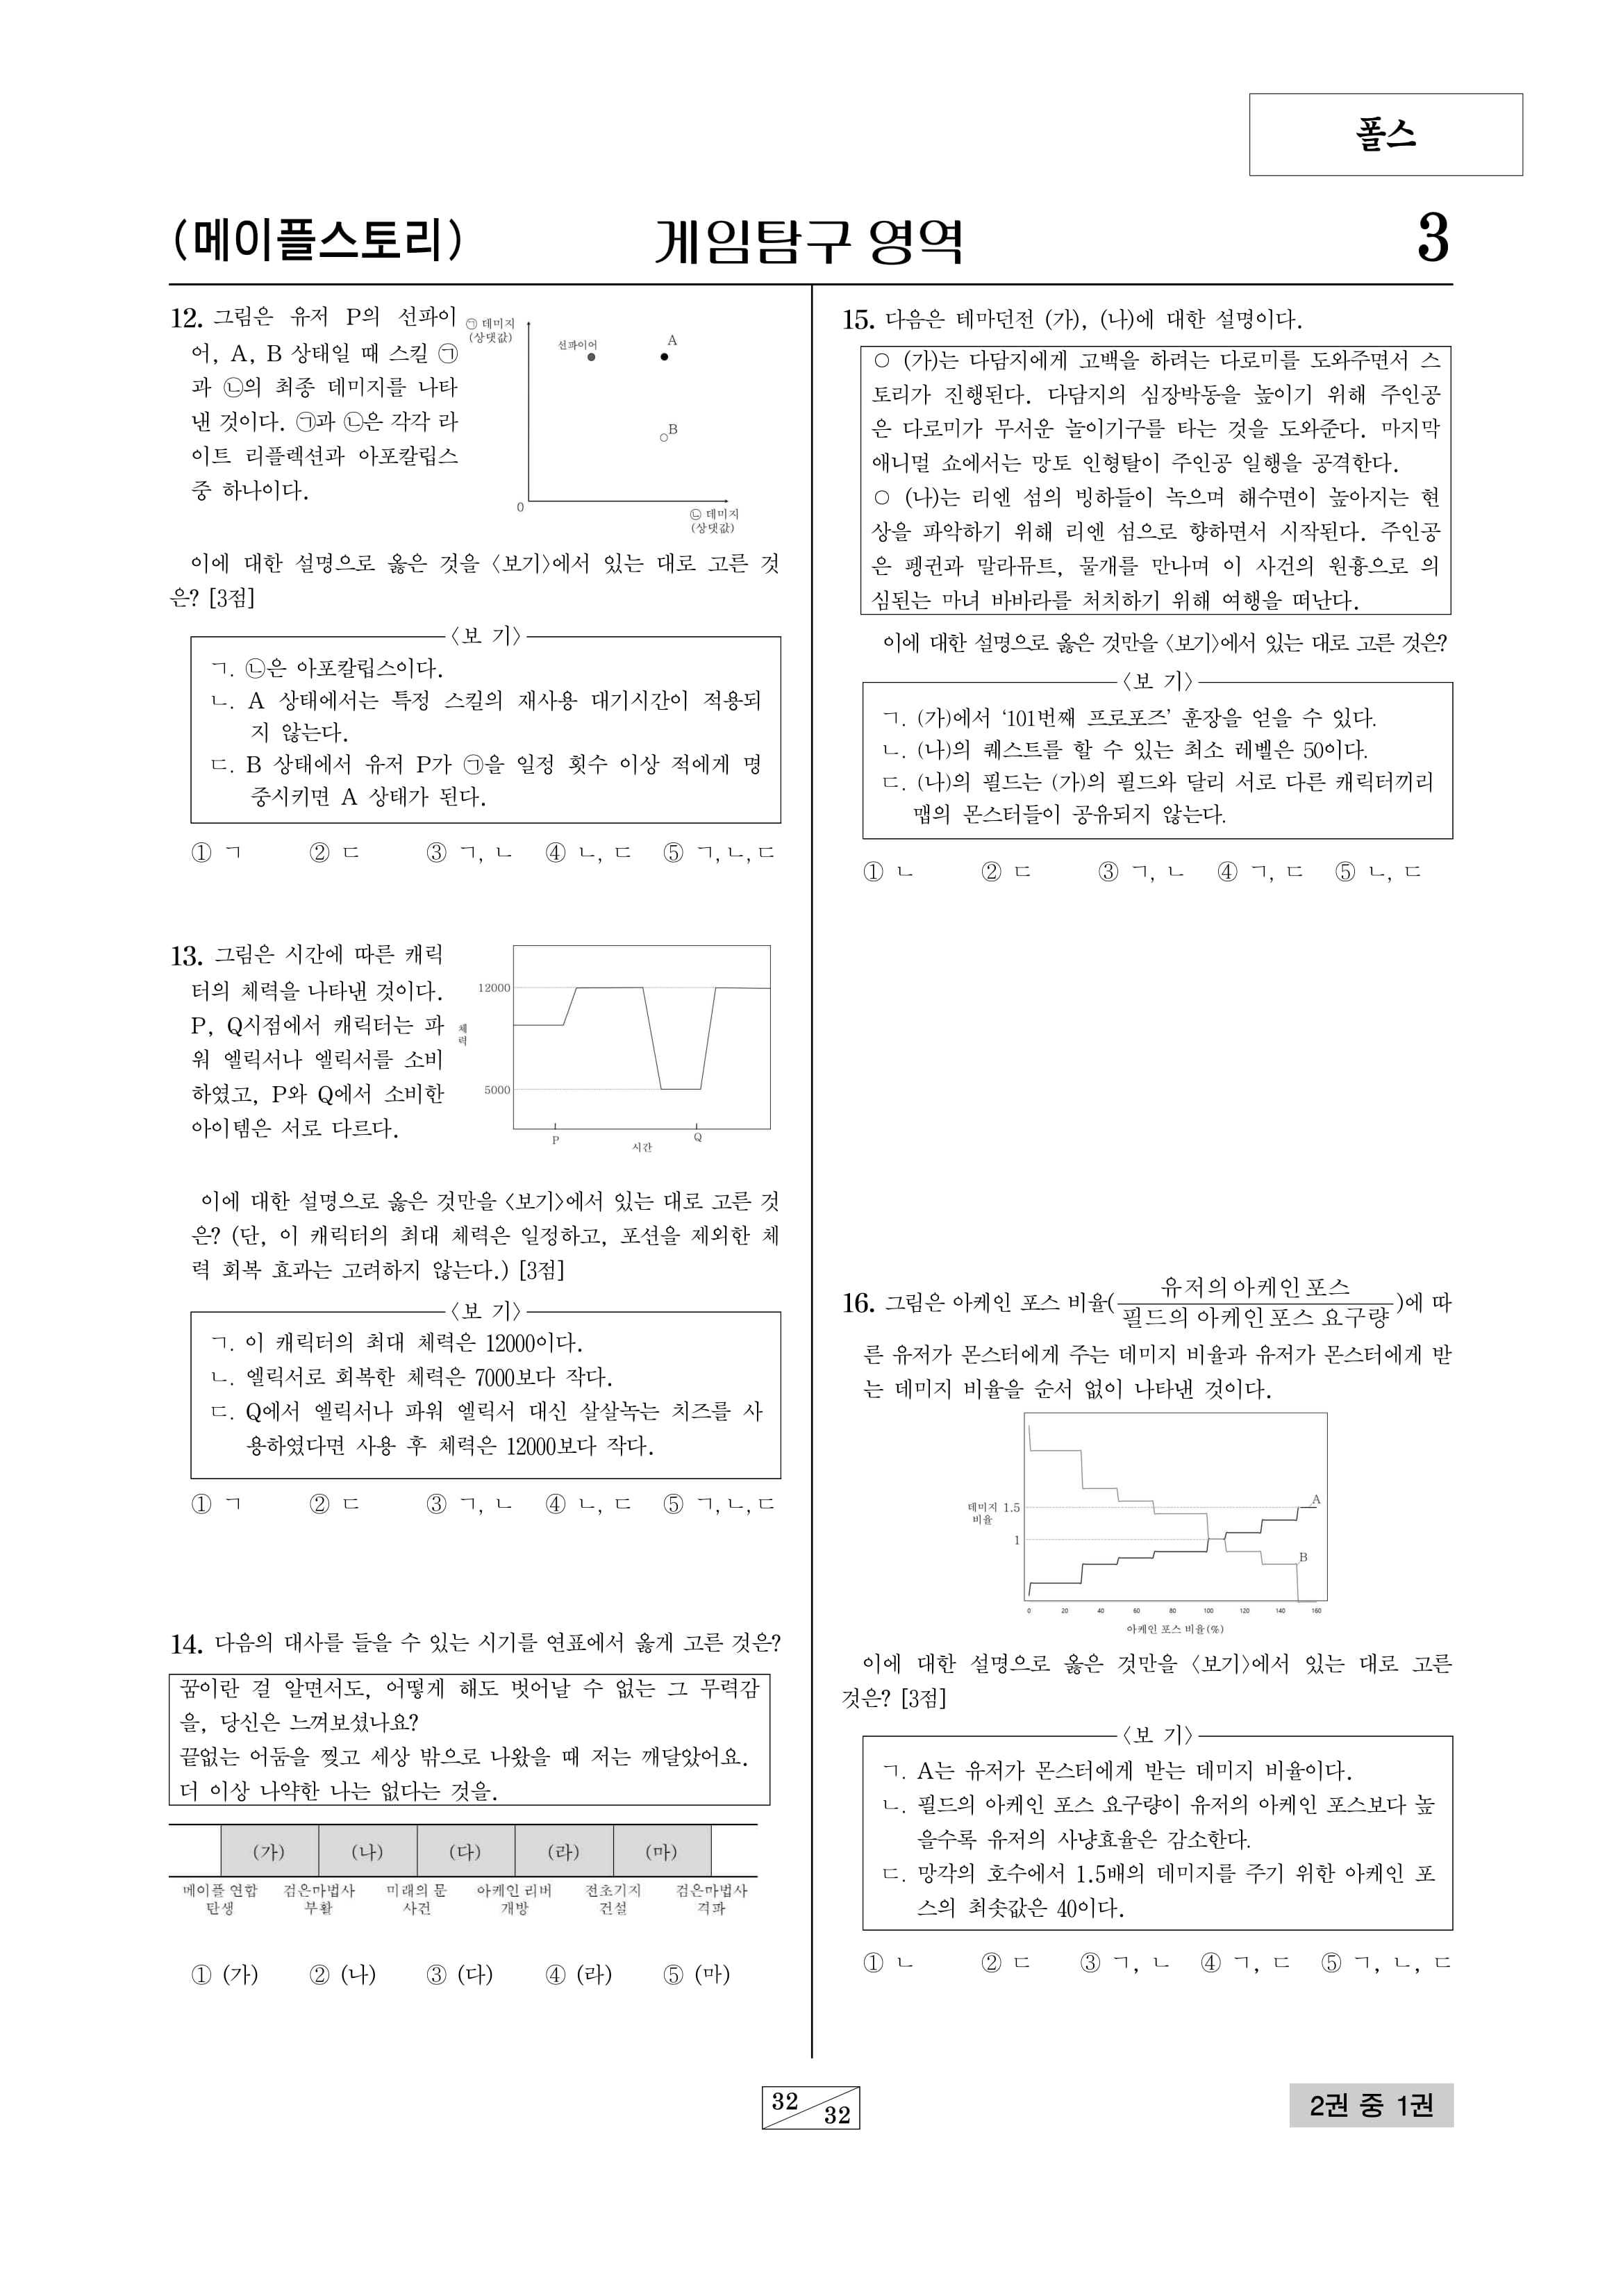 폴스
(메이플스토리)
게임탐구 영역
3
12. 그림은 유저 P의 선파이
어, A, B 상태일 때 스킬 ㉠
과 ㉡의 최종 데미지를 나타
낸 것이다. ㉠과 ㉡은 각각 라
이트 리플렉션과 아포칼립스
중 하나이다.
㉠ 데미지
(상댓값)
선파이어
A
B
0
㉡ 데미지
(상댓값)
이에 대한 설명으로 옳은 것을 <보기>에서 있는 대로 고른 것
은? [3점]
<보 기>
ㄱ. ㉡은 아포칼립스이다.
ㄴ. A 상태에서는 특정 스킬의 재사용 대기시간이 적용되
지 않는다.
ㄷ. B 상태에서 유저 P가 ㉠을 일정 횟수 이상 적에게 명
중시키면 A 상태가 된다.
① ㄱ ② ㄷ ③ ㄱ, ㄴ ④ ㄴ, ㄷ ⑤ ㄱ, ㄴ, ㄷ
13. 그림은 시간에 따른 캐릭
터의 체력을 나타낸 것이다.
P, Q시점에서 캐릭터는 파
워 엘릭서나 엘릭서를 소비
하였고, P와 Q에서 소비한
아이템은 서로 다르다.
12000
체
력
5000
P
Q
시간
이에 대한 설명으로 옳은 것만을 <보기>에서 있는 대로 고른 것
은? (단, 이 캐릭터의 최대 체력은 일정하고, 포션을 제외한 체
력 회복 효과는 고려하지 않는다.) [3점]
<보 기>
ㄱ. 이 캐릭터의 최대 체력은 12000이다.
ㄴ. 엘릭서로 회복한 체력은 7000보다 작다.
ㄷ. Q에서 엘릭서나 파워 엘릭서 대신 살살녹는 치즈를 사
용하였다면 사용 후 체력은 12000보다 작다.
① ㄱ ② ㄷ ③ ㄱ, ㄴ ④ ㄴ, ㄷ ⑤ ㄱ, ㄴ, ㄷ
14. 다음의 대사를 들을 수 있는 시기를 연표에서 옳게 고른 것은?
꿈이란 걸 알면서도, 어떻게 해도 벗어날 수 없는 그 무력감
을, 당신은 느껴보셨나요?
끝없는 어둠을 찢고 세상 밖으로 나왔을 때 저는 깨달았어요.
더 이상 나약한 나는 없다는 것을.
(가) (나) (다) (라) (마)
메이플 연합 검은마법사 미래의 문 아케인 리버 전초기지 검은마법사
탄생 부활 사건 개방 건설 격파
① (가) ② (나) ③ (다) ④ (라) ⑤ (마)
15. 다음은 테마던전 (가), (나)에 대한 설명이다.
○ (가)는 다담지에게 고백을 하려는 다로미를 도와주면서 스
토리가 진행된다. 다담지의 심장박동을 높이기 위해 주인공
은 다로미가 무서운 놀이기구를 타는 것을 도와준다. 마지막
애니멀 쇼에서는 망토 인형탈이 주인공 일행을 공격한다.
○ (나)는 리엔 섬의 빙하들이 녹으며 해수면이 높아지는 현
상을 파악하기 위해 리엔 섬으로 향하면서 시작된다. 주인공
은 펭귄과 말라뮤트, 물개를 만나며 이 사건의 원흉으로 의
심되는 마녀 바바라를 처치하기 위해 여행을 떠난다.
이에 대한 설명으로 옳은 것만을 <보기>에서 있는 대로 고른 것은?
<보 기>
ㄱ. (가)에서 ‘101번째 프로포즈’ 훈장을 얻을 수 있다.
ㄴ. (나)의 퀘스트를 할 수 있는 최소 레벨은 50이다.
ㄷ. (나)의 필드는 (가)의 필드와 달리 서로 다른 캐릭터끼리
맵의 몬스터들이 공유되지 않는다.
① ㄴ ② ㄷ ③ ㄱ, ㄴ ④ ㄱ, ㄷ ⑤ ㄴ, ㄷ
유저의 아케인 포스
16. 그림은 아케인 포스 비율( )에 따
필드의 아케인 포스 요구량
른 유저가 몬스터에게 주는 데미지 비율과 유저가 몬스터에게 받
는 데미지 비율을 순서 없이 나타낸 것이다.
데미지 1.5
비율
1
A
B
0 20 40 60 80 100 120 140 160
아케인 포스 비율(%)
이에 대한 설명으로 옳은 것만을 <보기>에서 있는 대로 고른
것은? [3점]
<보 기>
ㄱ. A는 유저가 몬스터에게 받는 데미지 비율이다.
ㄴ. 필드의 아케인 포스 요구량이 유저의 아케인 포스보다 높
을수록 유저의 사냥효율은 감소한다.
ㄷ. 망각의 호수에서 1.5배의 데미지를 주기 위한 아케인 포
스의 최솟값은 40이다.
① ㄴ ② ㄷ ③ ㄱ, ㄴ ④ ㄱ, ㄷ ⑤ ㄱ, ㄴ, ㄷ
32
32
2권 중 1권